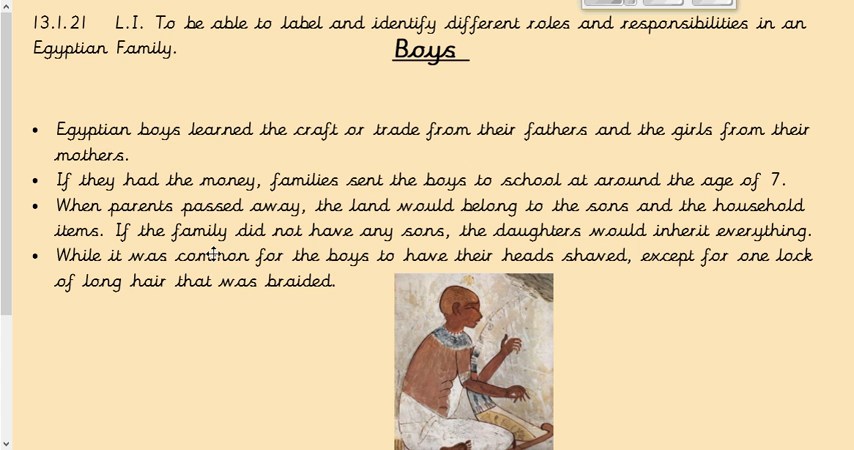 13.1.21 L.I. To be able to label and identify different roles and responsibilities in an
Egyptian Family.
Boys
• Egyptian boys learned the craft or trade from their fathers and the girls from their
mothers.
• If they had the money, families sent the boys to school at around the age of 7.
• When parents passed away, the land would belong to the sons and the household
items. If the family did not have any sons, the daughters would inherit everything.
• While it was common for the boys to have their heads shaved, except for one lock
of long hair that was braided.